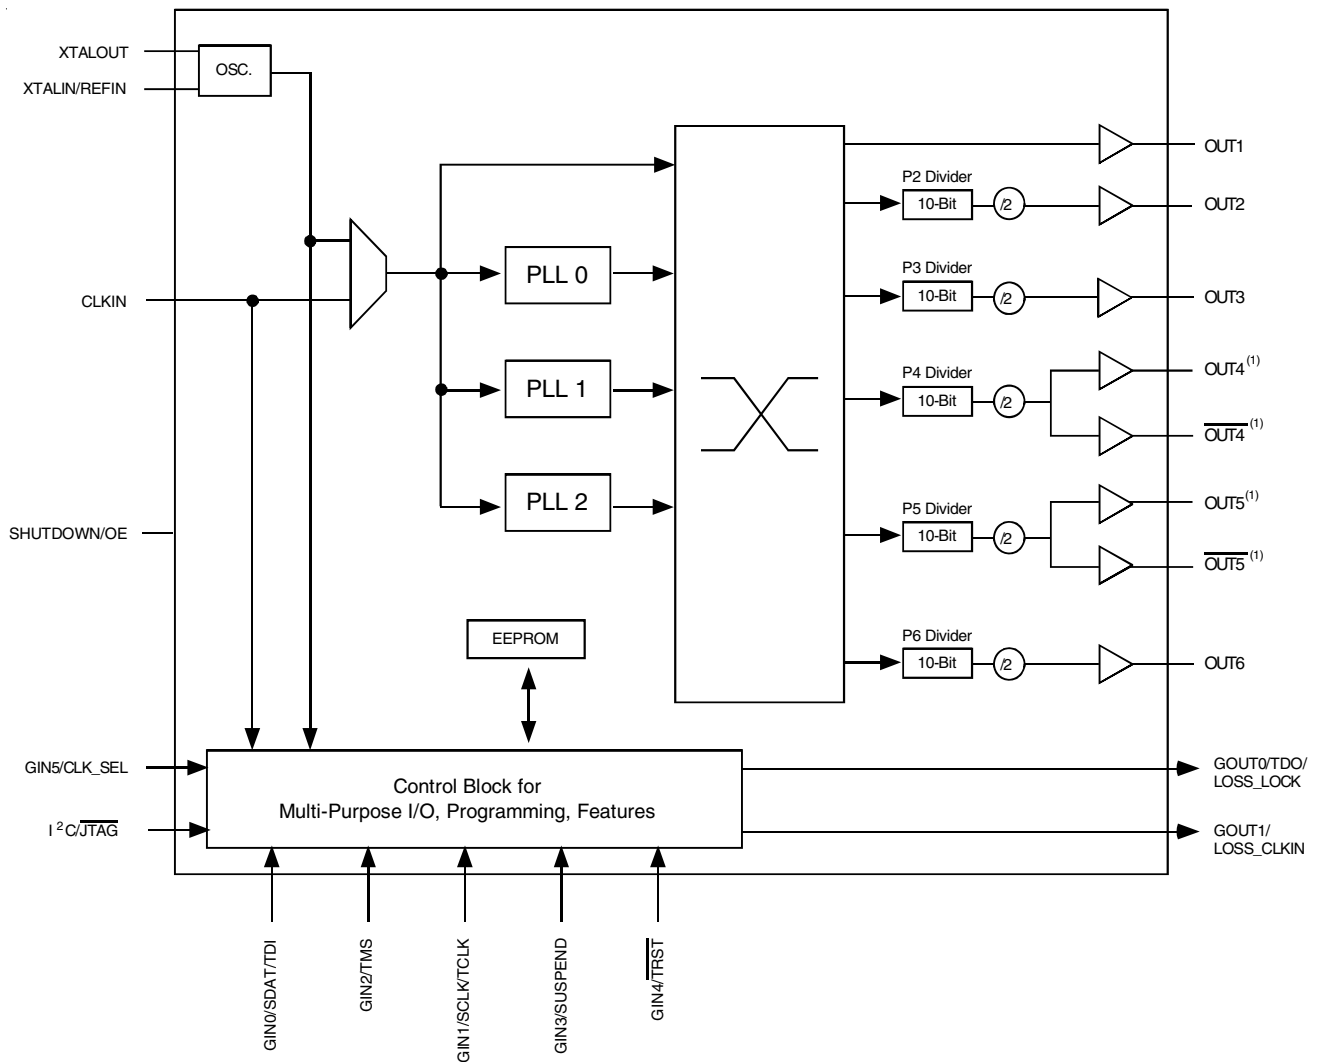 XTALOUT
OSC.
XTALIN/REFIN
OUT1
P2 Divider
10-Bit
/2
OUT2
P3 Divider
PLL 0
10-Bit
/2
OUT3
CLKIN
P4 Divider
PLL 1
10-Bit
/2
OUT4(1)
OUT4(1)
P5 Divider
PLL 2
10-Bit
/2
OUT5(1)
OUT5(1)
SHUTDOWN/OE
EEPROM
P6 Divider
10-Bit
/2
OUT6
GIN5/CLK_SEL
I2C/JTAG
Control Block for
Multi-Purpose I/O, Programming, Features
GOUT0/TDO/
LOSS_LOCK
GOUT1/
LOSS_CLKIN
GIN0/SDAT/TDI
GIN2/TMS
GIN1/SCLK/TCLK
GIN3/SUSPEND
GIN4/TRST